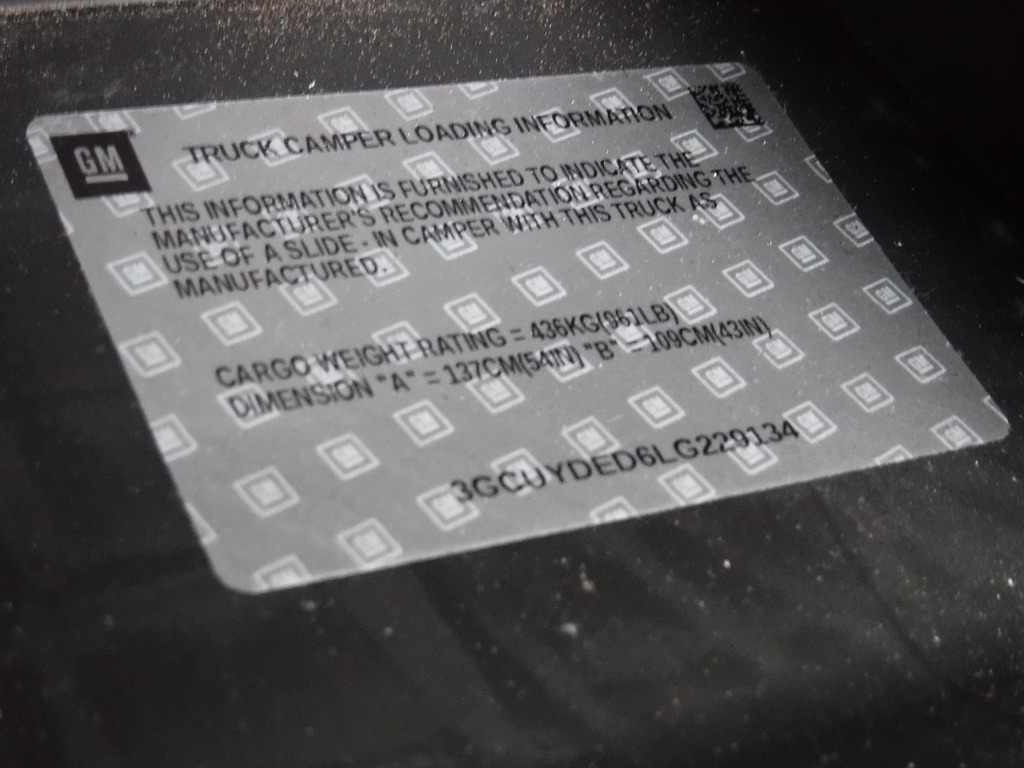 GM
TRUCK CAMPER LOADING INFORMATION
THIS INFORMATION IS FURNISHED TO INDICATE THE
MANUFACTURER'S RECOMMENDATION REGARDING THE
USE OF A SLIDE - IN CAMPER WITH THIS TRUCK AS
MANUFACTURED.
CARGO WEIGHT RATING = 436KG(961LB)
DIMENSION "A" = 137CM(54IN) "B" = 109CM(43IN)
3GCUYDED6LG229134